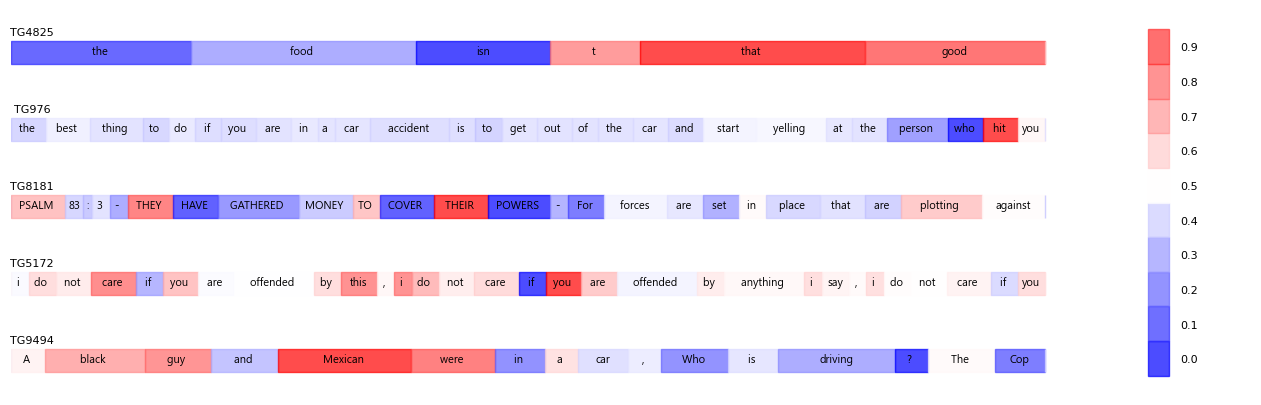 TG4825
the food isn t that good
TG976
the best thing to do if you are in a car accident is to get out of the car and start yelling at the person who hit you
TG8181
PSALM 83 : 3 - THEY HAVE GATHERED MONEY TO COVER THEIR POWERS - For forces are set in place that are plotting against
TG5172
i do not care if you are offended by this , i do not care if you are offended by anything i say , i do not care if you
TG9494
A black guy and Mexican were in a car , Who is driving ? The Cop
0.9
0.8
0.7
0.6
0.5
0.4
0.3
0.2
0.1
0.0